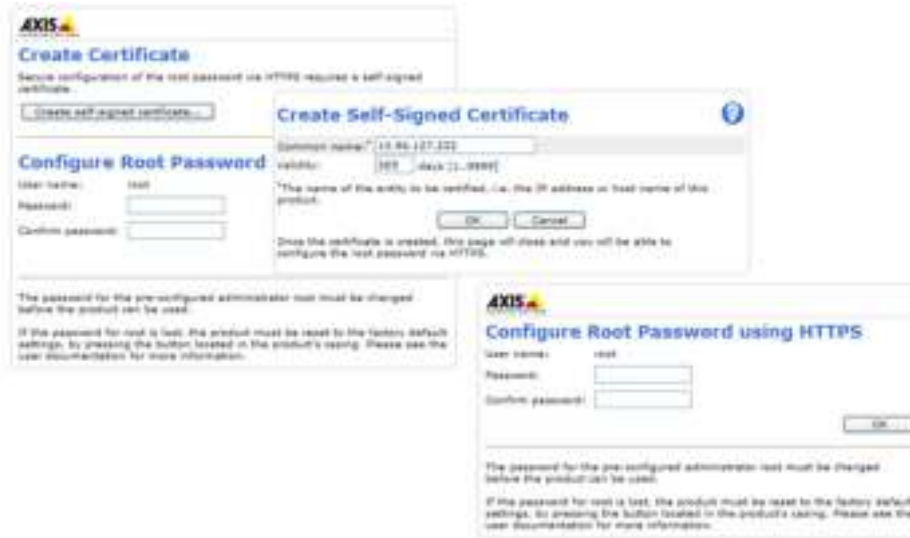 AXIS
Create Certificate
Secure configuration of the root password via HTTPS requires a self-signed
certificate.
Create self-signed certificate...
Configure Root Password
User name: root
Password:
Confirm password:
The password for the pre-configured administrator root must be changed
before the product can be used.
If the password for root is lost, the product must be reset to the factory default
settings, by pressing the button located in the product's casing. Please see the
user documentation for more information.
Create Self-Signed Certificate
Common name:*
Validity: 365 days [1..9999]
*The name of the entity to be certified, i.e. the IP address or host name of this
product.
OK Cancel
Once the certificate is created, this page will close and you will be able to
configure the root password via HTTPS.
AXIS
Configure Root Password using HTTPS
User name: root
Password:
Confirm password:
OK
The password for the pre-configured administrator root must be changed
before the product can be used.
If the password for root is lost, the product must be reset to the factory default
settings, by pressing the button located in the product's casing. Please see the
user documentation for more information.